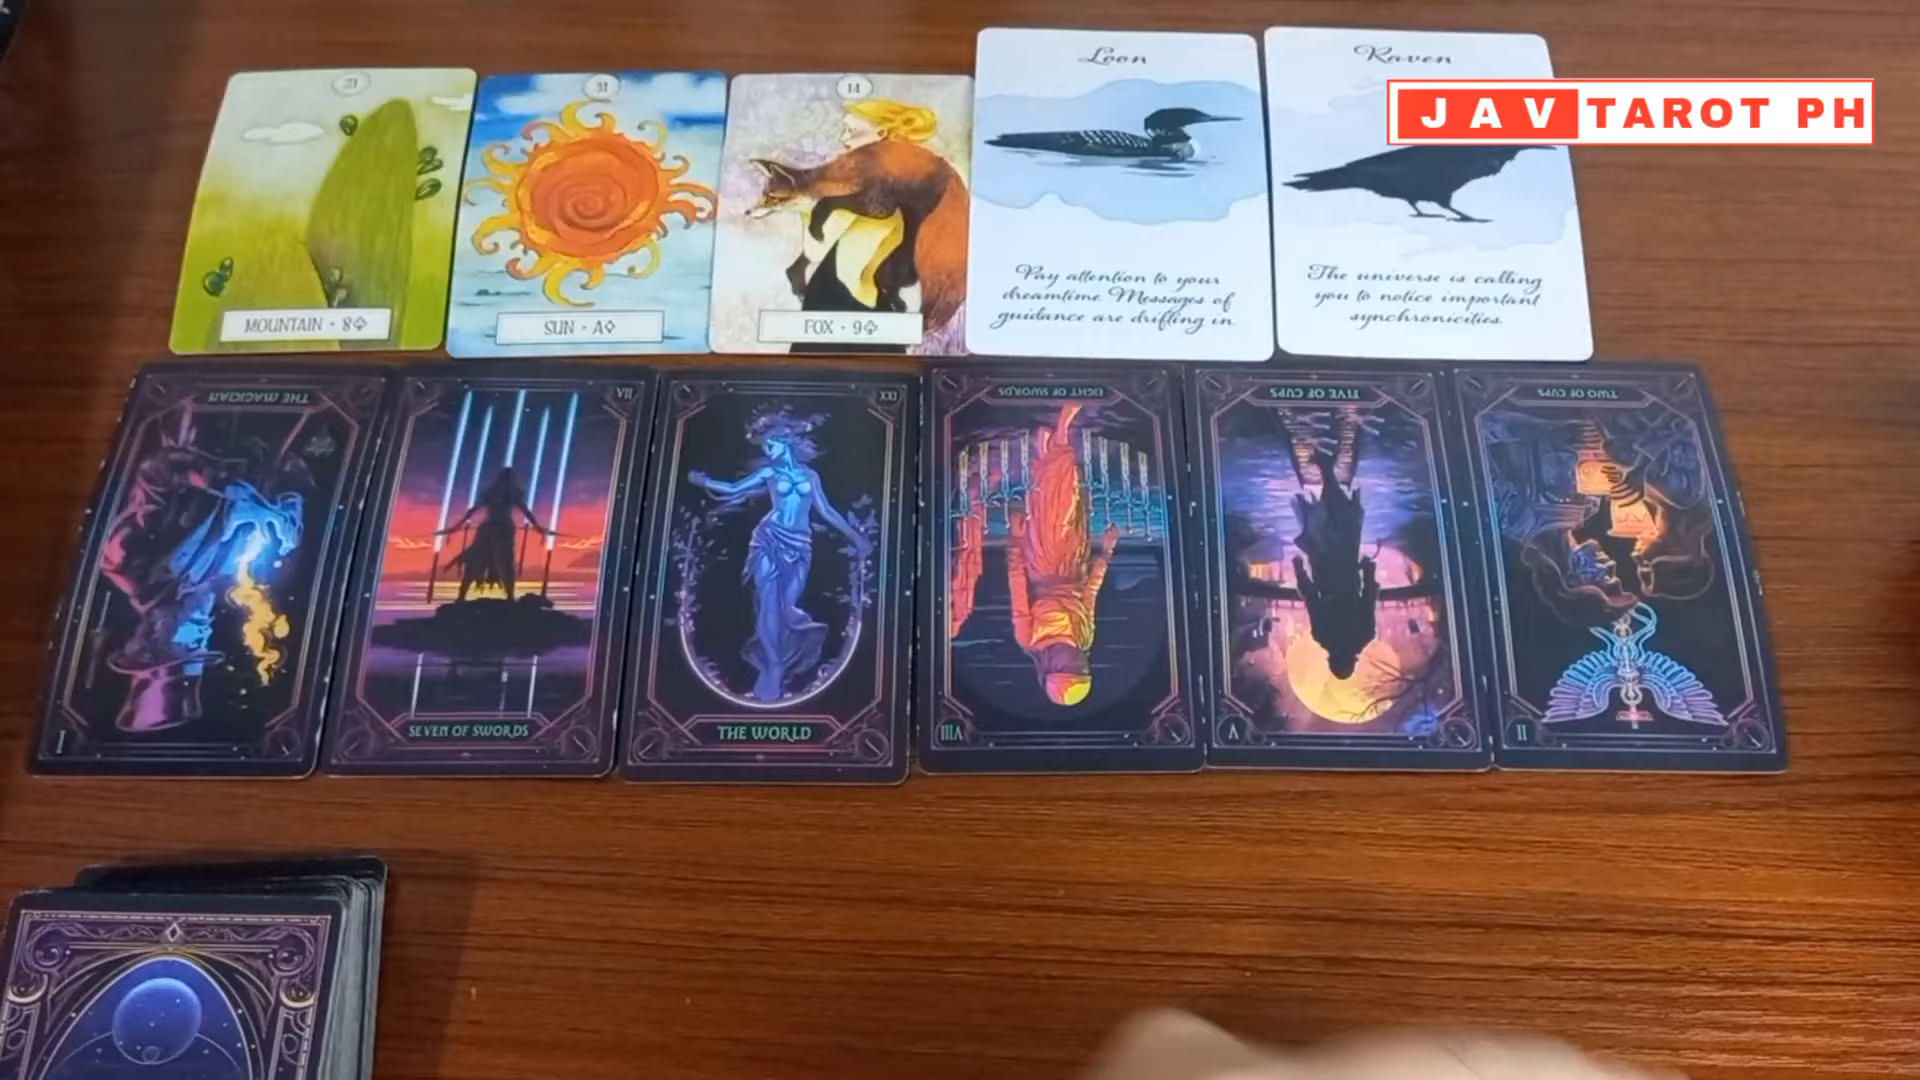 21
31
14
Loon
Raven
JAV TAROT PH
MOUNTAIN • 8♧
SUN • A♢
FOX • 9♧
Pay attention to your
dreamtime. Messages of
guidance are drifting in.
The universe is calling
you to notice important
synchronicities.
THE MAGICIAN
I
VII
SEVEN OF SWORDS
XXI
THE WORLD
EIGHT OF SWORDS
VIII
FIVE OF CUPS
V
TWO OF CUPS
II